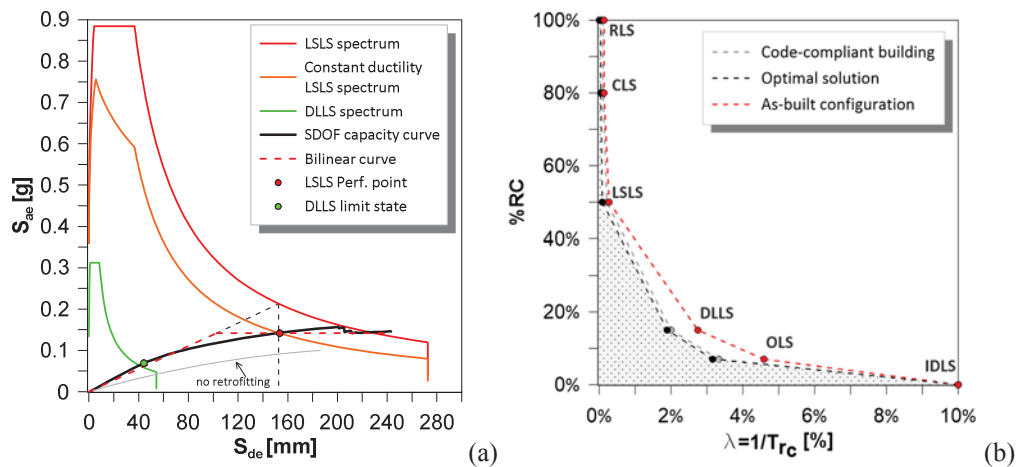 0.9
0.8
0.7
0.6
0.9
0.4
0.3
0.2
0.1
0
S_ae [g]
0 40 80 120 160 200 240 280
S_de [mm]
LSLS spectrum
Constant ductility
LSLS spectrum
DLLS spectrum
SDOF capacity curve
Bilinear curve
LSLS Perf. point
DLLS limit state
no retrofitting
(a)
100%
80%
60%
40%
20%
0%
%RC
0% 2% 4% 6% 8% 10%
λ=1/T_rc [%]
Code-compliant building
Optimal solution
As-built configuration
RLS
CLS
LSLS
DLLS
OLS
IDLS
(b)